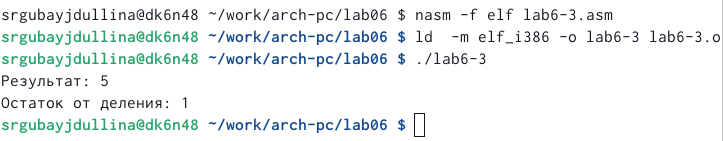 srgubayjdullina@dk6n48 ~/work/arch-pc/lab06 $ nasm -f elf lab6-3.asm
srgubayjdullina@dk6n48 ~/work/arch-pc/lab06 $ ld  -m elf_i386 -o lab6-3 lab6-3.o
srgubayjdullina@dk6n48 ~/work/arch-pc/lab06 $ ./lab6-3
Результат: 5
Остаток от деления: 1
srgubayjdullina@dk6n48 ~/work/arch-pc/lab06 $